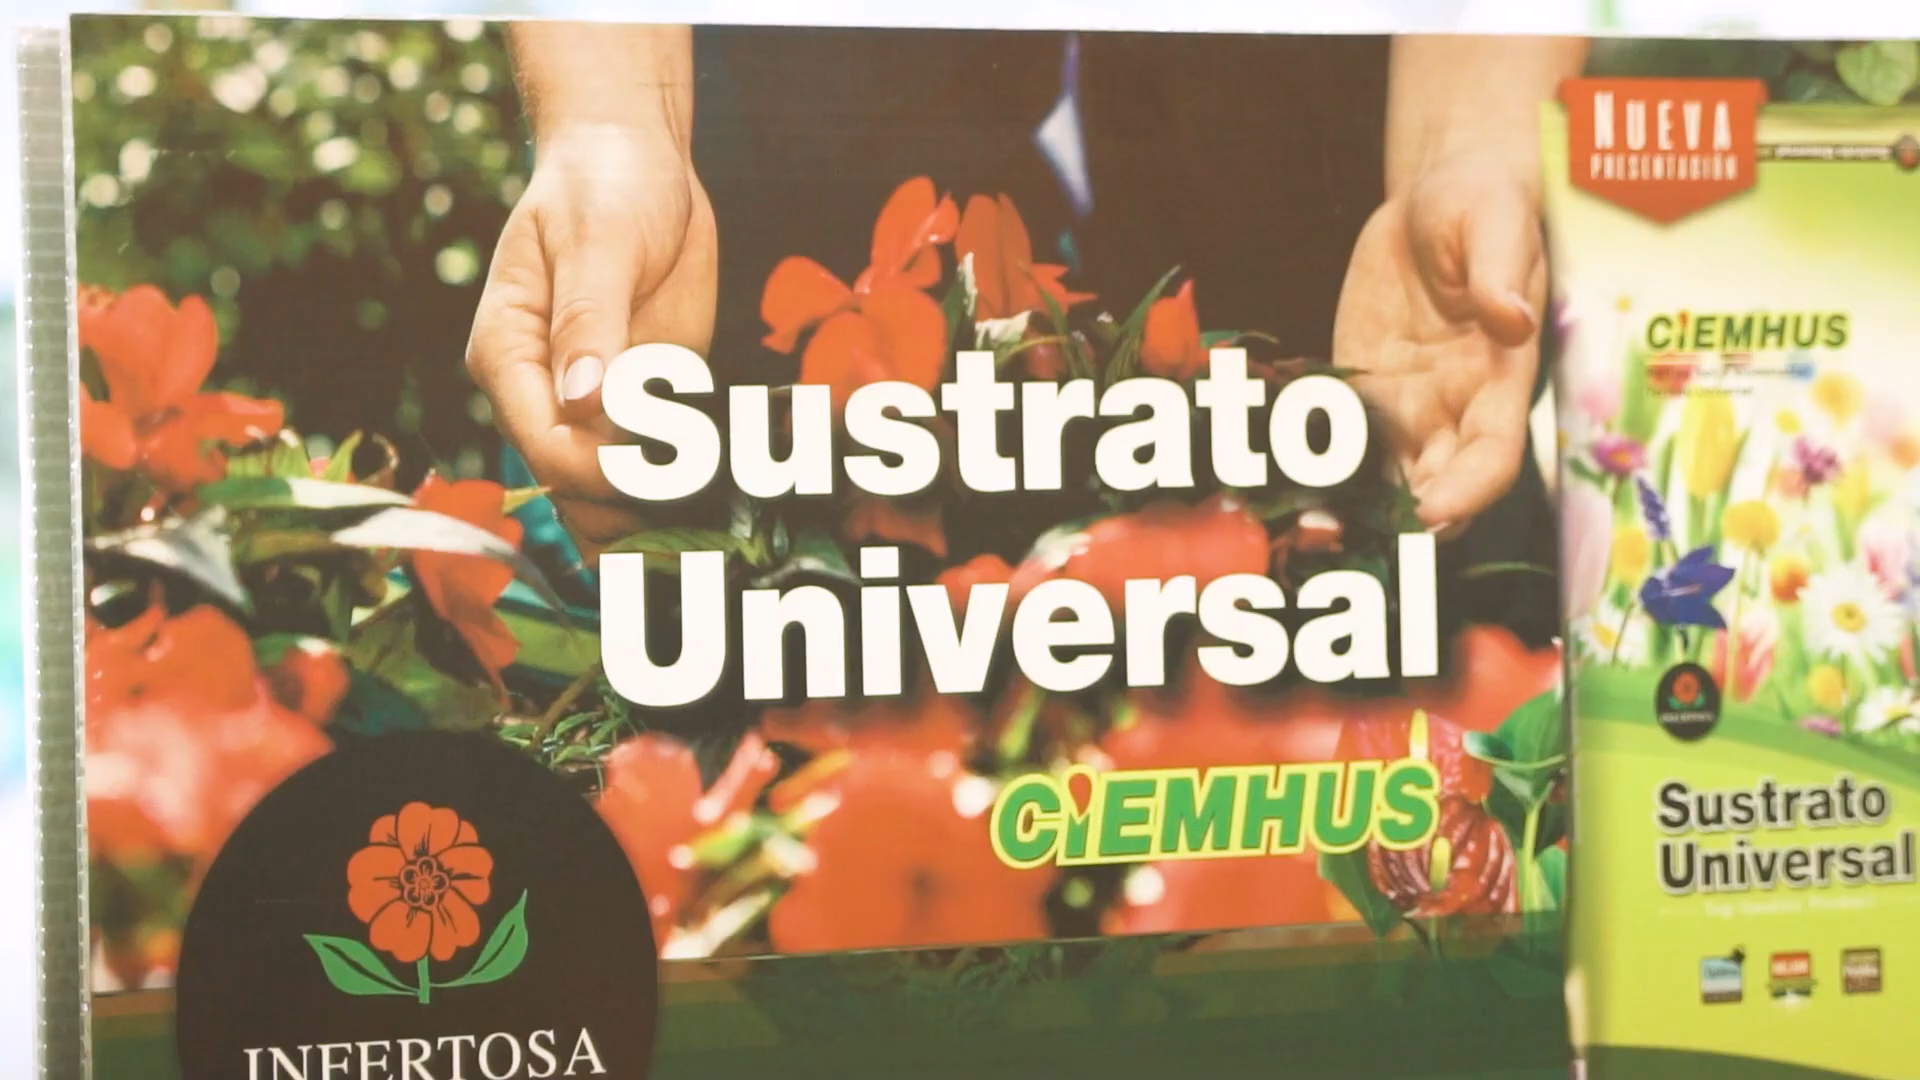 Sustrato
Universal
CiEMHUS
INFERTOSA
NUEVA
PRESENTACIÓN
CiEMHUS
Sustrato
Universal